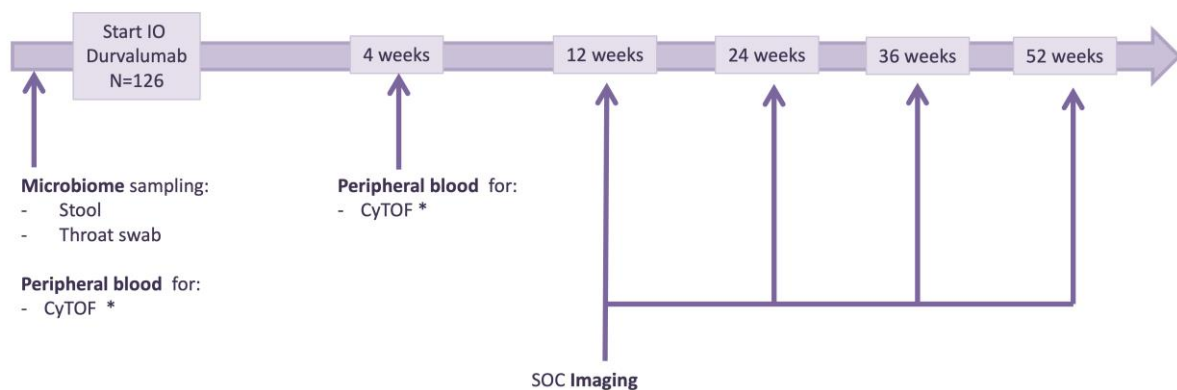 Start IO
Durvalumab
N=126
4 weeks
12 weeks
24 weeks
36 weeks
52 weeks
Microbiome sampling:
- Stool
- Throat swab
Peripheral blood for:
- CyTOF *
Peripheral blood for:
- CyTOF *
SOC Imaging